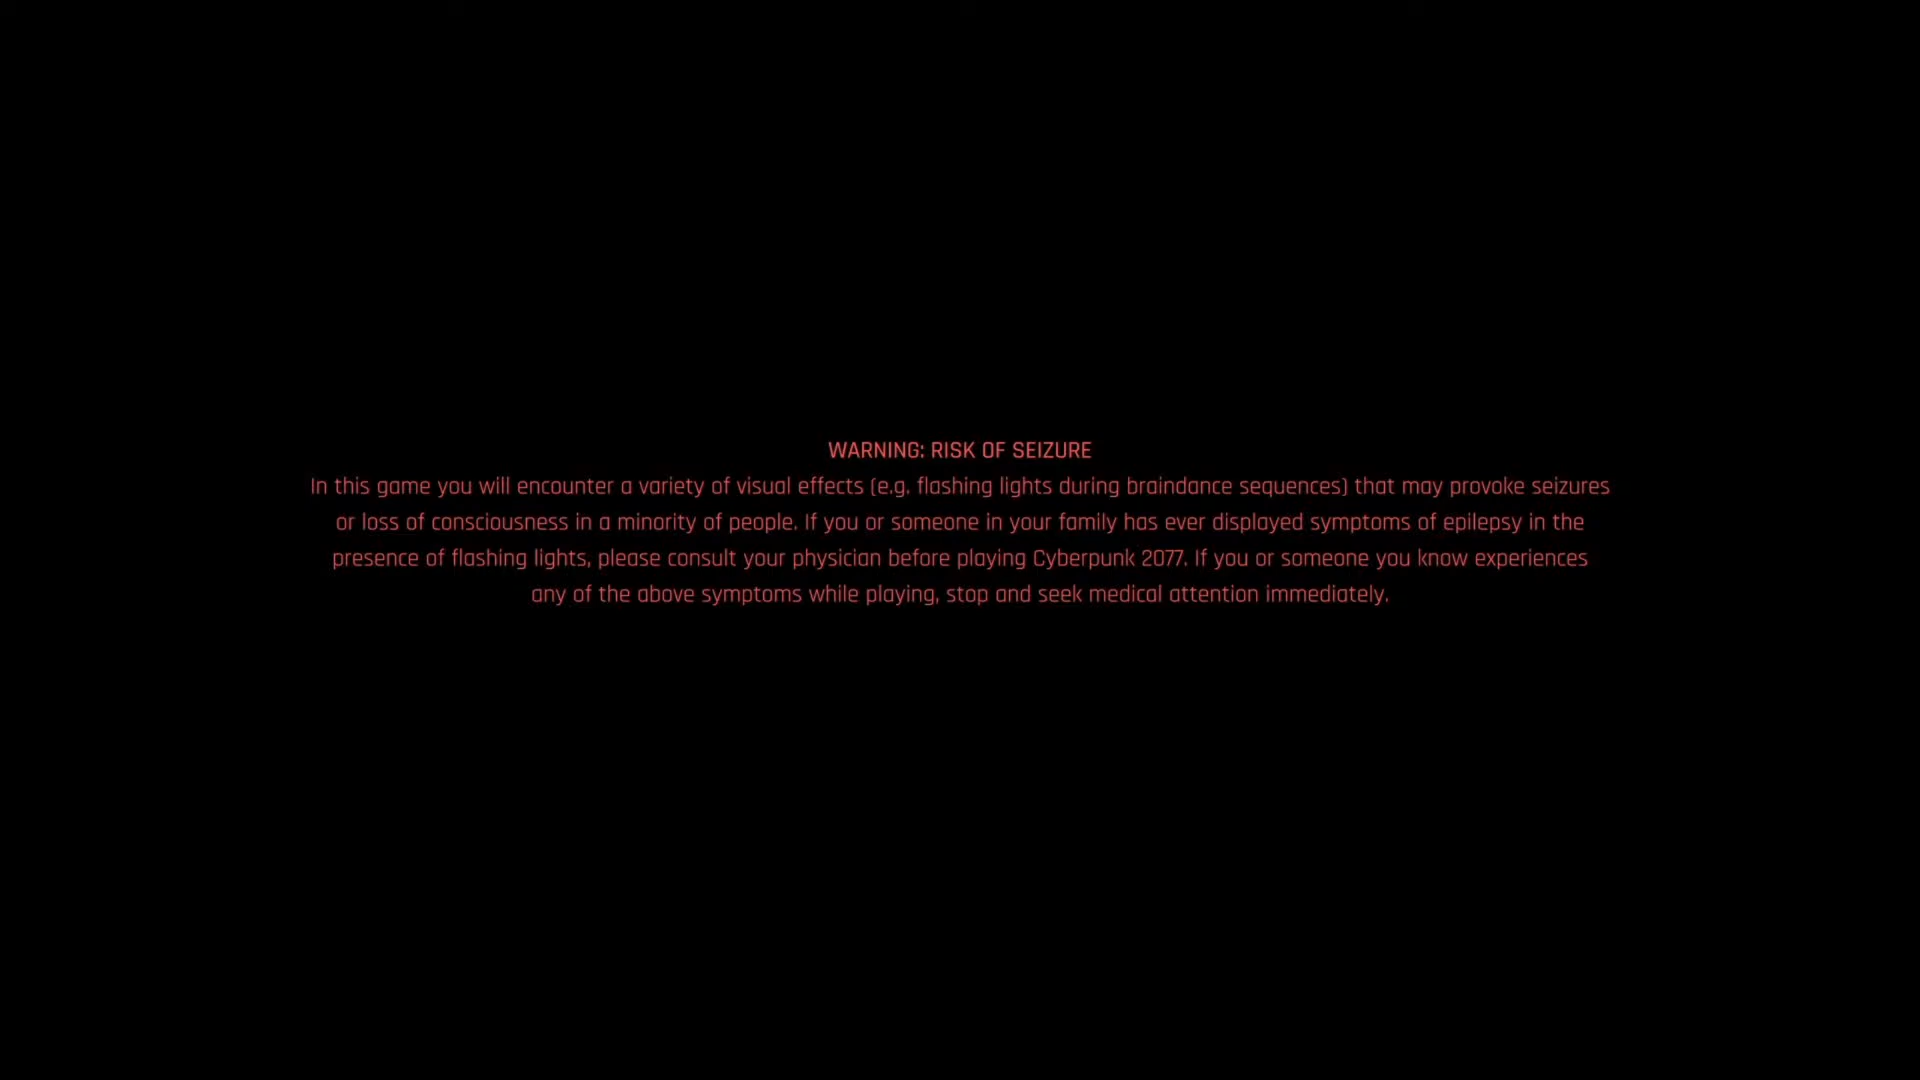 WARNING: RISK OF SEIZURE
In this game you will encounter a variety of visual effects (e.g. flashing lights during braindance sequences) that may provoke seizures
or loss of consciousness in a minority of people. If you or someone in your family has ever displayed symptoms of epilepsy in the
presence of flashing lights, please consult your physician before playing Cyberpunk 2077. If you or someone you know experiences
any of the above symptoms while playing, stop and seek medical attention immediately.